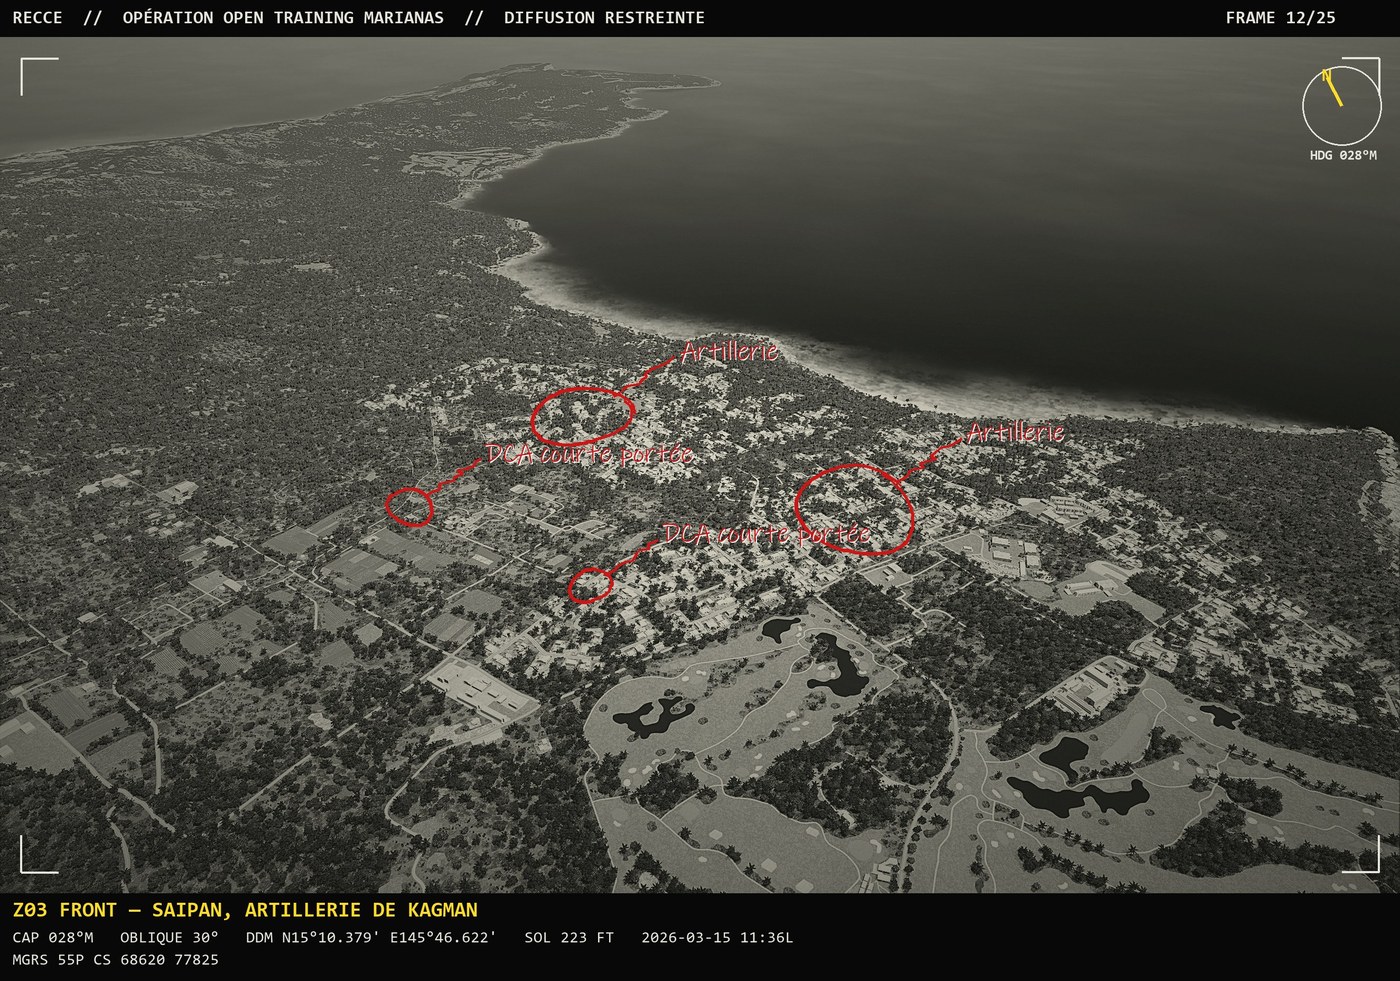 RECCE // OPÉRATION OPEN TRAINING MARIANAS // DIFFUSION RESTREINTE
FRAME 12/25
N
HDG 028°M
Artillerie
Artillerie
DCA courte portée
DCA courte portée
Z03 FRONT — SAIPAN, ARTILLERIE DE KAGMAN
CAP 028°M OBLIQUE 30° DDM N15°10.379' E145°46.622' SOL 223 FT 2026-03-15 11:36L
MGRS 55P CS 68620 77825